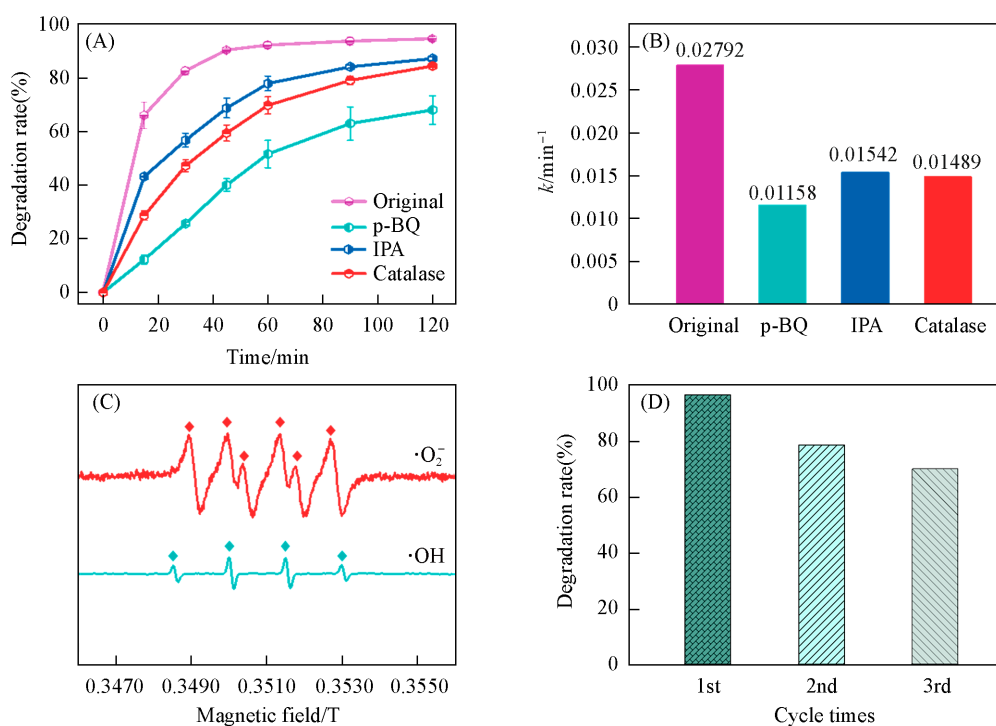 (A)
Degradation rate(%)
100
80
60
40
20
0
Original
p-BQ
IPA
Catalase
0 20 40 60 80 100 120
Time/min
(B)
k/min⁻¹
0.030
0.025
0.020
0.015
0.010
0.005
0
0.02792
0.01158
0.01542
0.01489
Original p-BQ IPA Catalase
(C)
·O₂⁻
·OH
0.3470 0.3490 0.3510 0.3530 0.3550
Magnetic field/T
(D)
Degradation rate(%)
100
80
60
40
20
0
1st 2nd 3rd
Cycle times